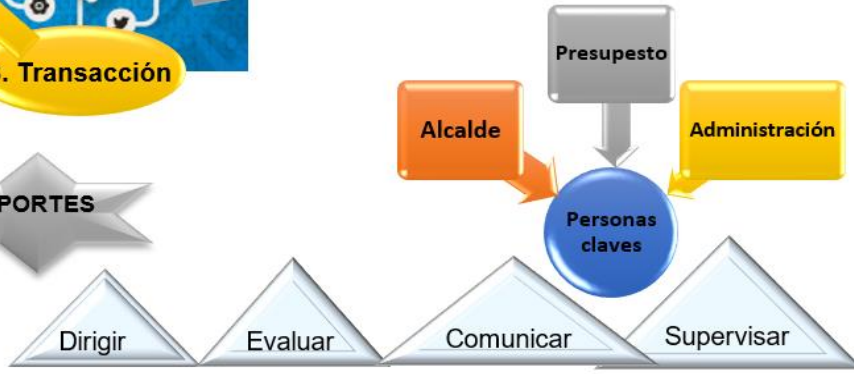 . Transacción
Presupesto
Alcalde
Administración
PORTES
Personas
claves
Dirigir
Evaluar
Comunicar
Supervisar